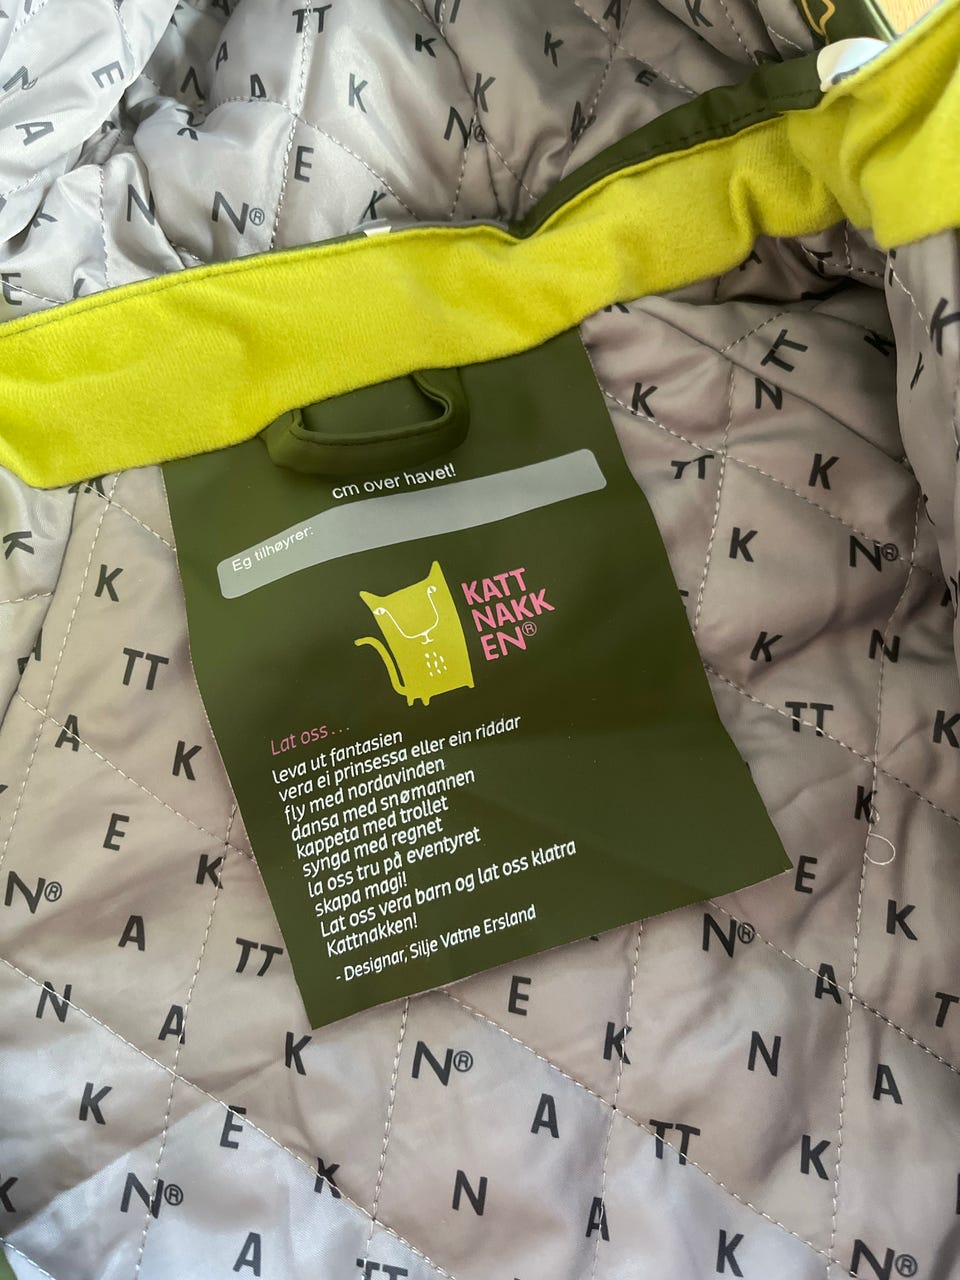 cm over havet!
Eg tilhøyrer:
KATT
NAKK
EN®
Lat oss...
leva ut fantasien
vera ei prinsessa eller ein riddar
fly med nordavinden
dansa med snømannen
kappeta med trollet
synga med regnet
la oss tru på eventyret
skapa magi!
Lat oss vera barn og lat oss klatra
Kattnakken!
- Designar, Silje Vatne Ersland